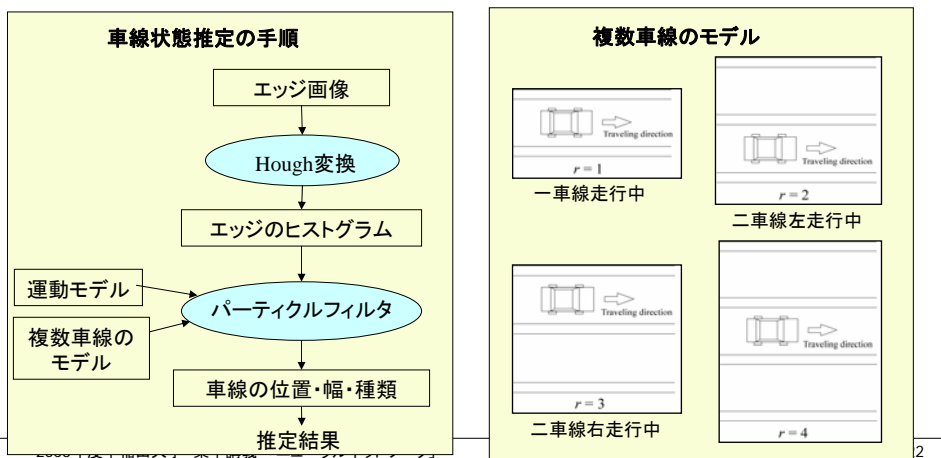 車線状態推定の手順
エッジ画像
Hough変換
エッジのヒストグラム
運動モデル
パーティクルフィルタ
複数車線の
モデル
車線の位置・幅・種類
推定結果
複数車線のモデル
Traveling direction
r = 1
一車線走行中
Traveling direction
r = 2
二車線左走行中
Traveling direction
r = 3
二車線右走行中
Traveling direction
r = 4
2